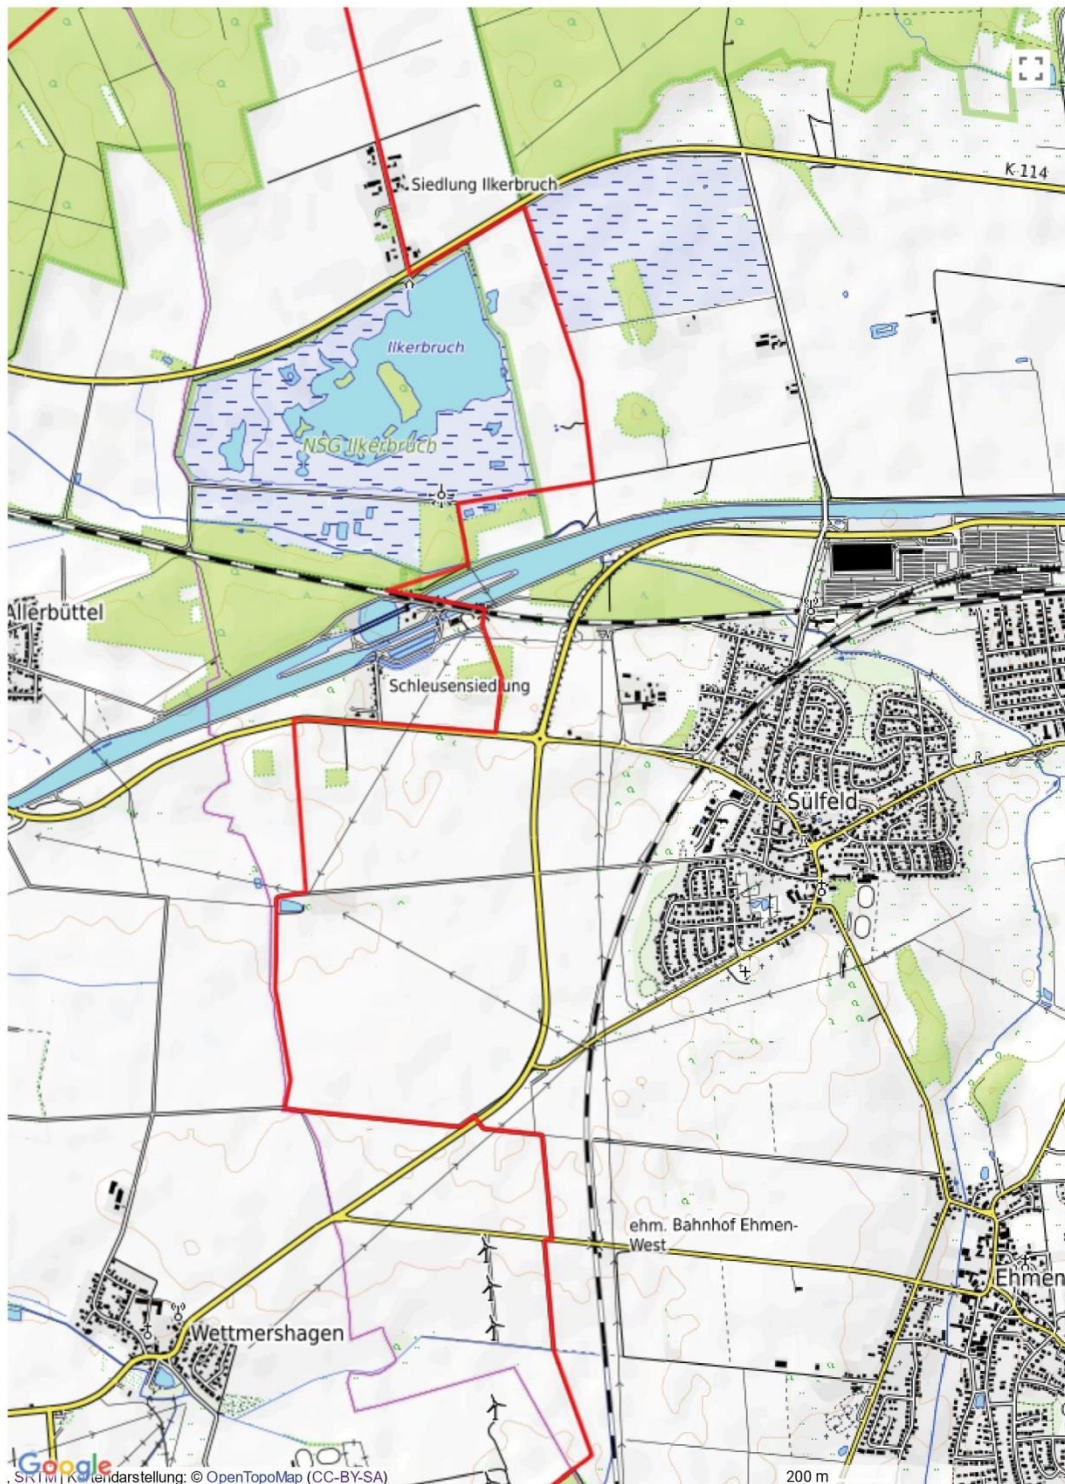 K 114
Siedlung Ilkerbruch
Ilkerbruch
NSG Ilkerbruch
Allerbüttel
Schleusensiedlung
Sülfeld
ehm. Bahnhof Ehmen-
West
Ehmen
Wettmershagen
Google
SRTM | Kartendarstellung: © OpenTopoMap (CC-BY-SA)
200 m